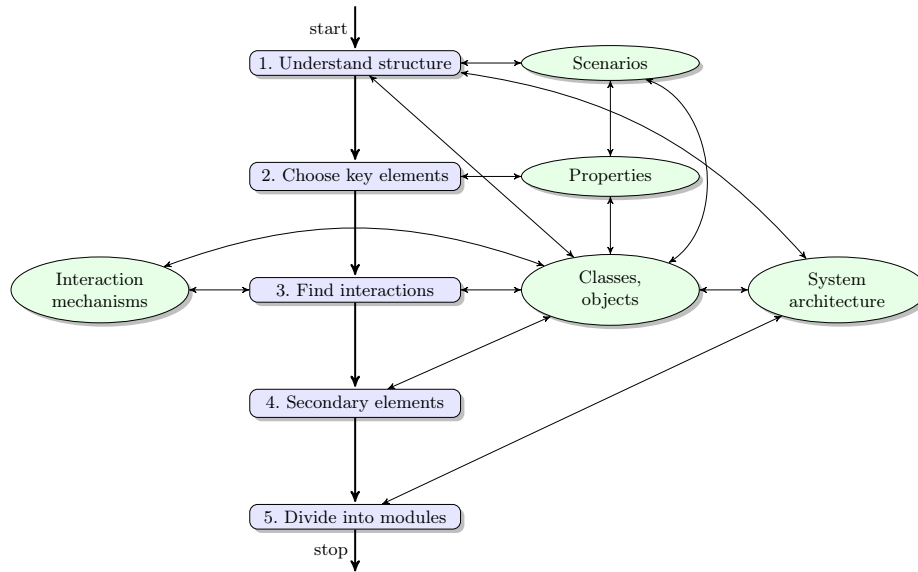 start
1. Understand structure
Scenarios
2. Choose key elements
Properties
Interaction
mechanisms
3. Find interactions
Classes,
objects
System
architecture
4. Secondary elements
5. Divide into modules
stop